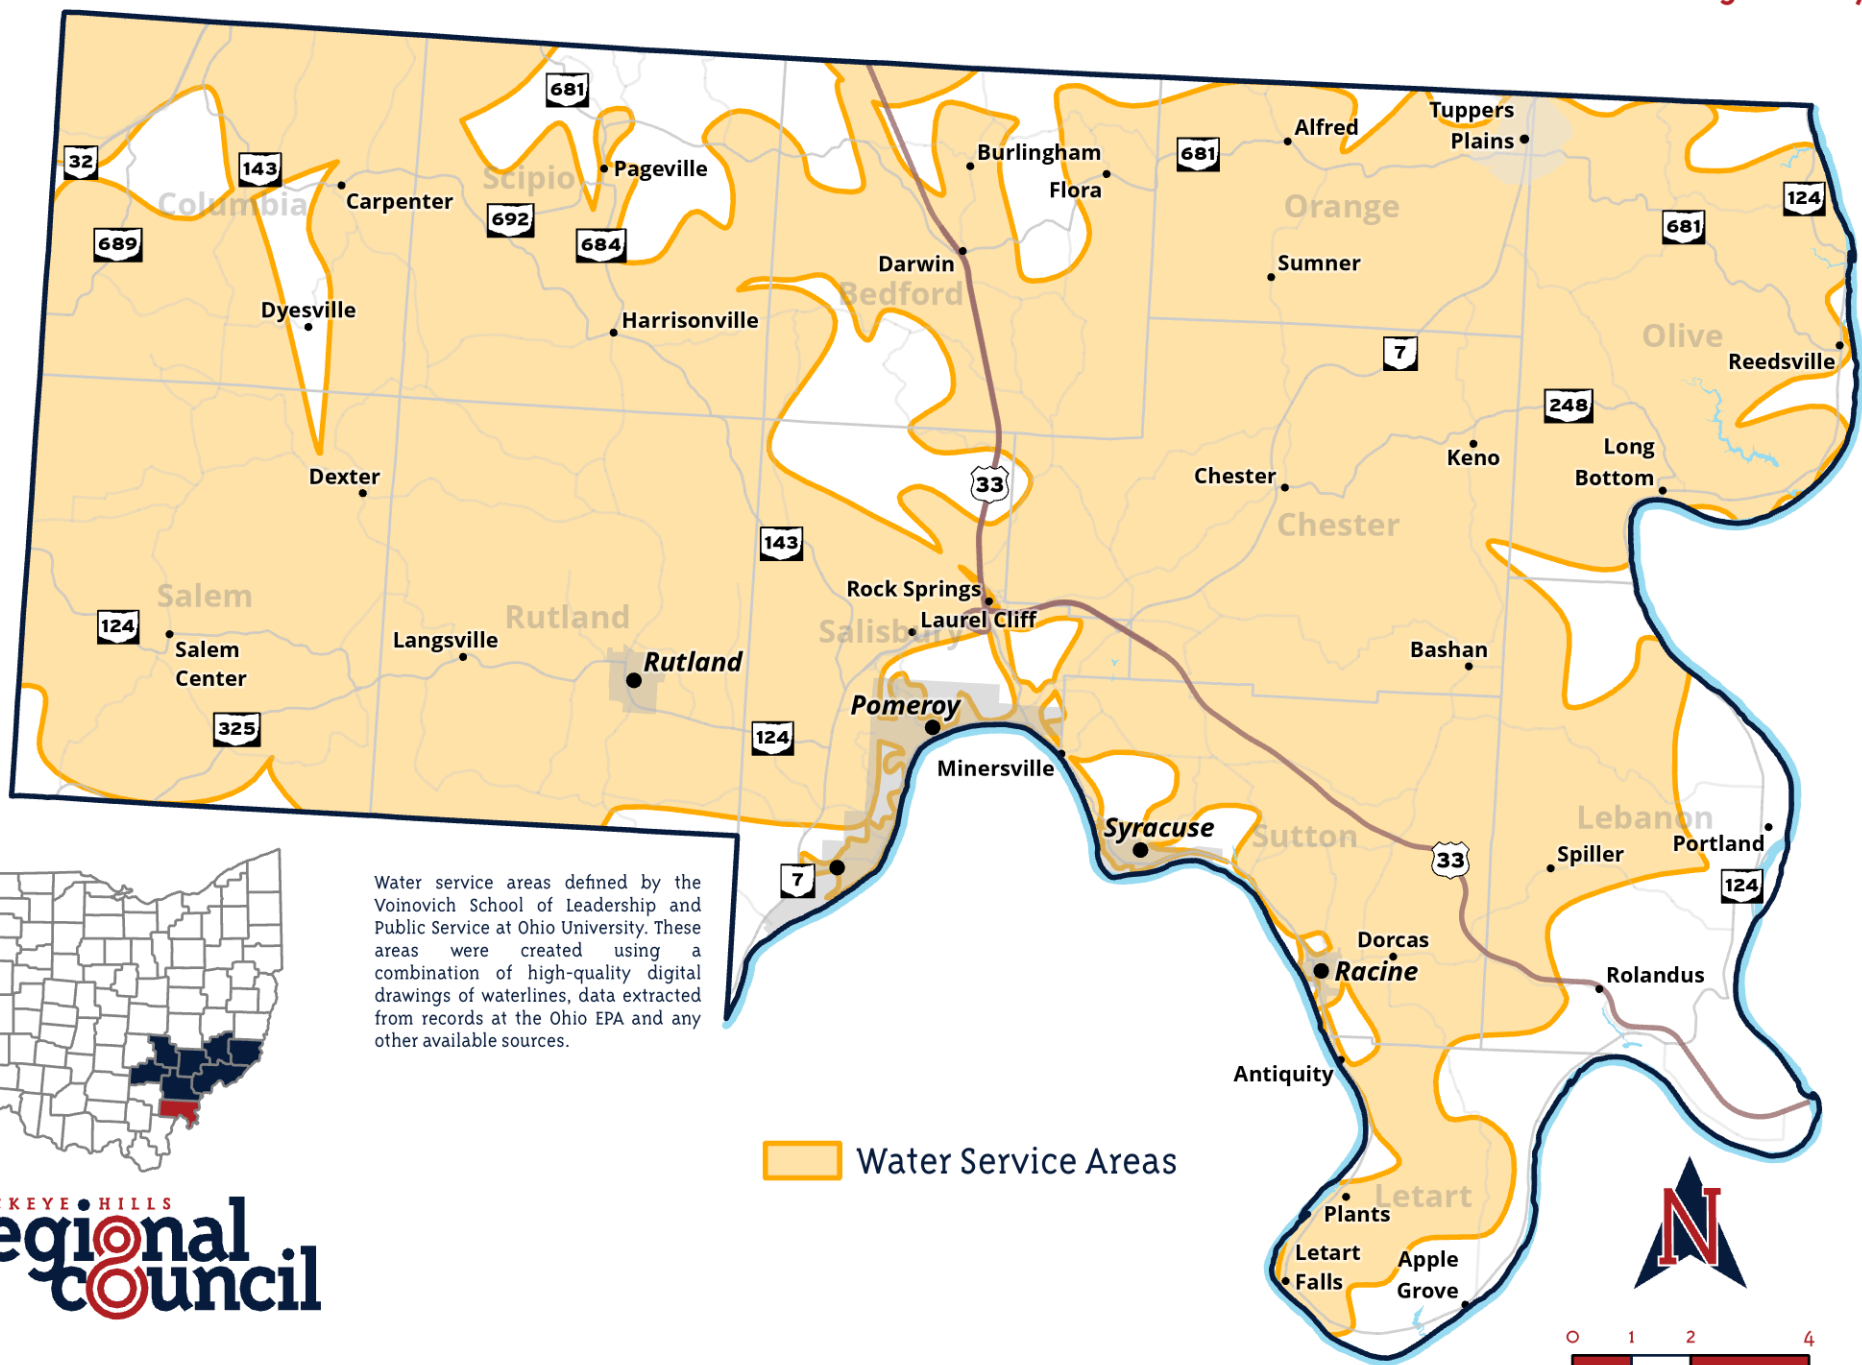 681
Tuppers
Plains
Alfred
32
143
Pageville
Burlingham
681
Flora
Scipio
Columbia
Carpenter
124
692
Orange
681
689
684
Darwin
Sumner
Bedford
Dyesville
Harrisonville
Olive
7
Reedsville
248
Long
Bottom
Keno
Dexter
33
Chester
Chester
143
Rock Springs
Salem
Rutland
Laurel Cliff
124
Salisbury
Langsville
Salem
Center
Bashan
Rutland
Pomeroy
325
124
Minersville
Syracuse
Sutton
Lebanon
Portland
33
Spiller
7
124
Water service areas defined by the
Voinovich School of Leadership and
Public Service at Ohio University. These
areas were created using a
combination of high-quality digital
drawings of waterlines, data extracted
from records at the Ohio EPA and any
other available sources.
Dorcas
Racine
Rolandus
Antiquity
Water Service Areas
Letart
Plants
Letart
Falls
Apple
Grove
KEYE HILLS
egional
council
N
0 1 2 4